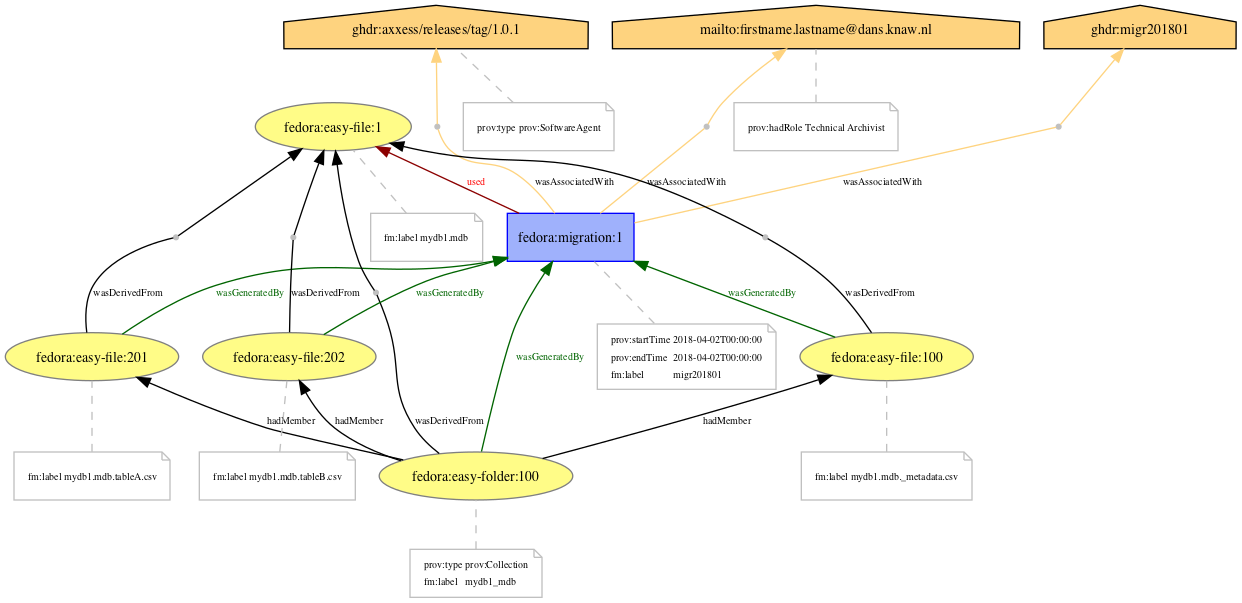 ghdr:axxess/releases/tag/1.0.1
mailto:firstname.lastname@dans.knaw.nl
ghdr:migr201801
fedora:easy-file:1
prov:type prov:SoftwareAgent
prov:hadRole Technical Archivist
used
wasAssociatedWith
wasAssociatedWith
wasAssociatedWith
fm:label mydb1.mdb
fedora:migration:1
wasDerivedFrom
wasGeneratedBy
wasDerivedFrom
wasGeneratedBy
wasGeneratedBy
wasDerivedFrom
fedora:easy-file:201
fedora:easy-file:202
wasGeneratedBy
prov:startTime 2018-04-02T00:00:00
prov:endTime 2018-04-02T00:00:00
fm:label migr201801
fedora:easy-file:100
hadMember
hadMember
wasDerivedFrom
hadMember
fm:label mydb1.mdb.tableA.csv
fm:label mydb1.mdb.tableB.csv
fedora:easy-folder:100
fm:label mydb1.mdb._metadata.csv
prov:type prov:Collection
fm:label mydb1_mdb